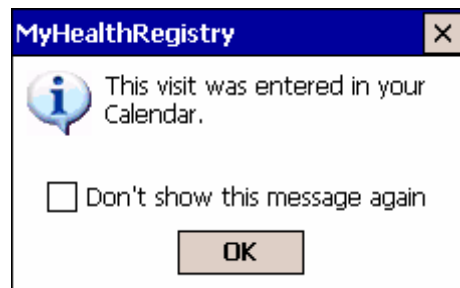 MyHealthRegistry
This visit was entered in your
Calendar.
Don't show this message again
OK